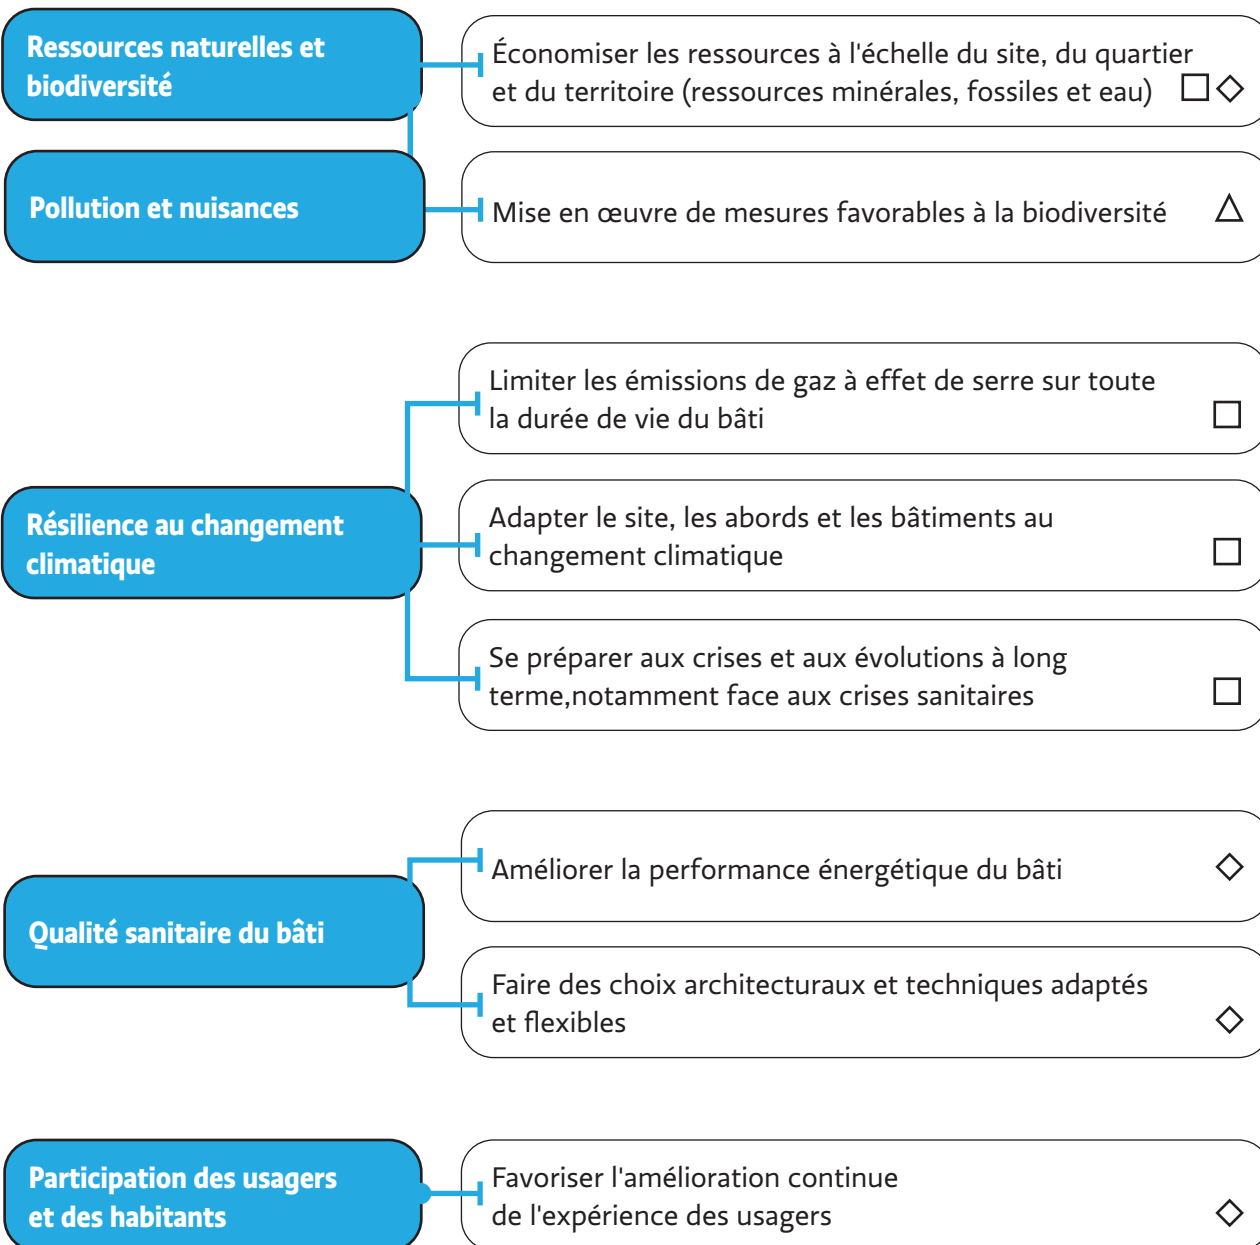 Ressources naturelles et
biodiversité
Économiser les ressources à l'échelle du site, du quartier
et du territoire (ressources minérales, fossiles et eau)
Pollution et nuisances
Mise en œuvre de mesures favorables à la biodiversité
Résilience au changement
climatique
Limiter les émissions de gaz à effet de serre sur toute
la durée de vie du bâti
Adapter le site, les abords et les bâtiments au
changement climatique
Se préparer aux crises et aux évolutions à long
terme,notamment face aux crises sanitaires
Qualité sanitaire du bâti
Améliorer la performance énergétique du bâti
Faire des choix architecturaux et techniques adaptés
et flexibles
Participation des usagers
et des habitants
Favoriser l'amélioration continue
de l'expérience des usagers